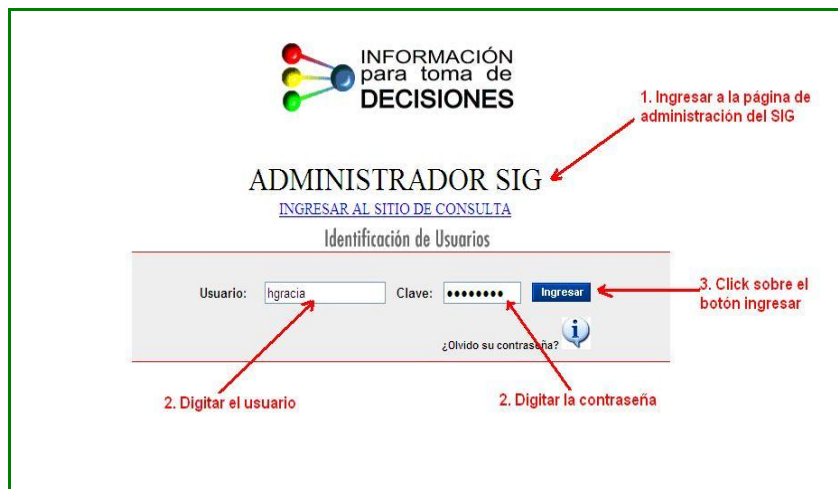 INFORMACIÓN
para toma de
DECISIONES
1. Ingresar a la página de
administración del SIG
ADMINISTRADOR SIG
INGRESAR AL SITIO DE CONSULTA
Identificación de Usuarios
Usuario: hgracia Clave: •••••••• Ingresar
3. Click sobre el
botón ingresar
¿Olvido su contraseña? i
2. Digitar el usuario
2. Digitar la contraseña